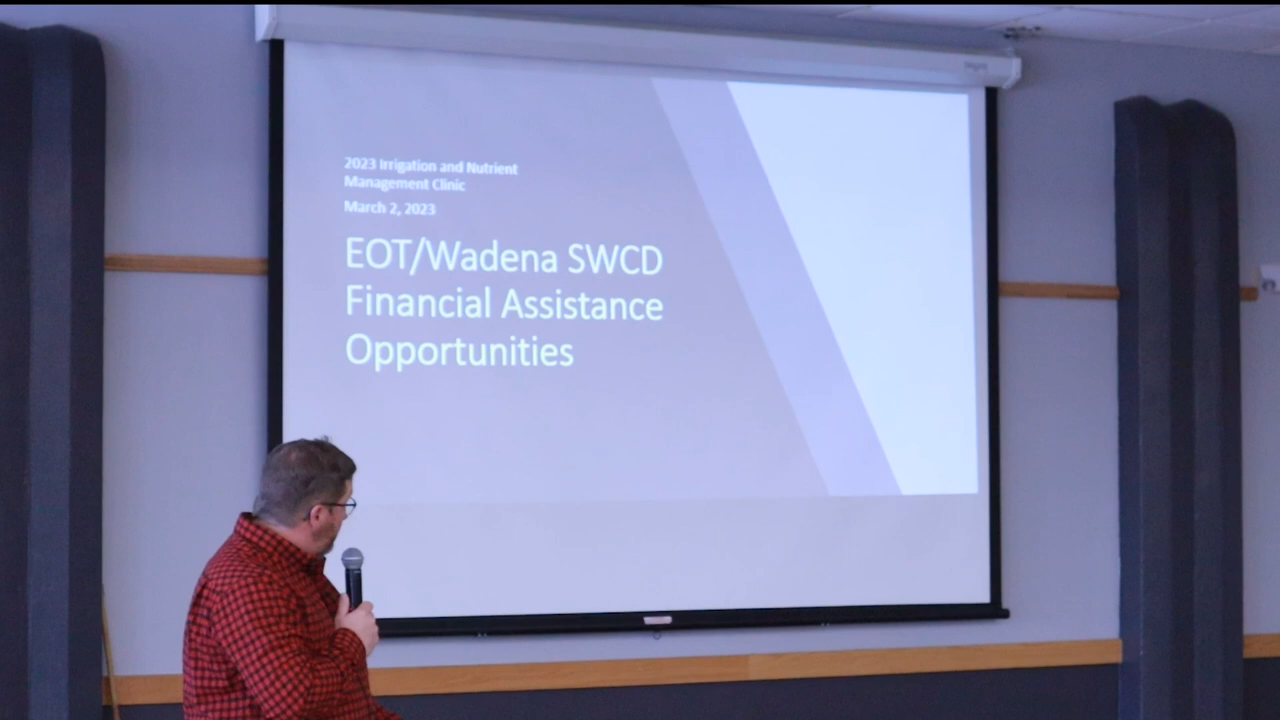 2023 Irrigation and Nutrient
Management Clinic
March 2, 2023
EOT/Wadena SWCD
Financial Assistance
Opportunities